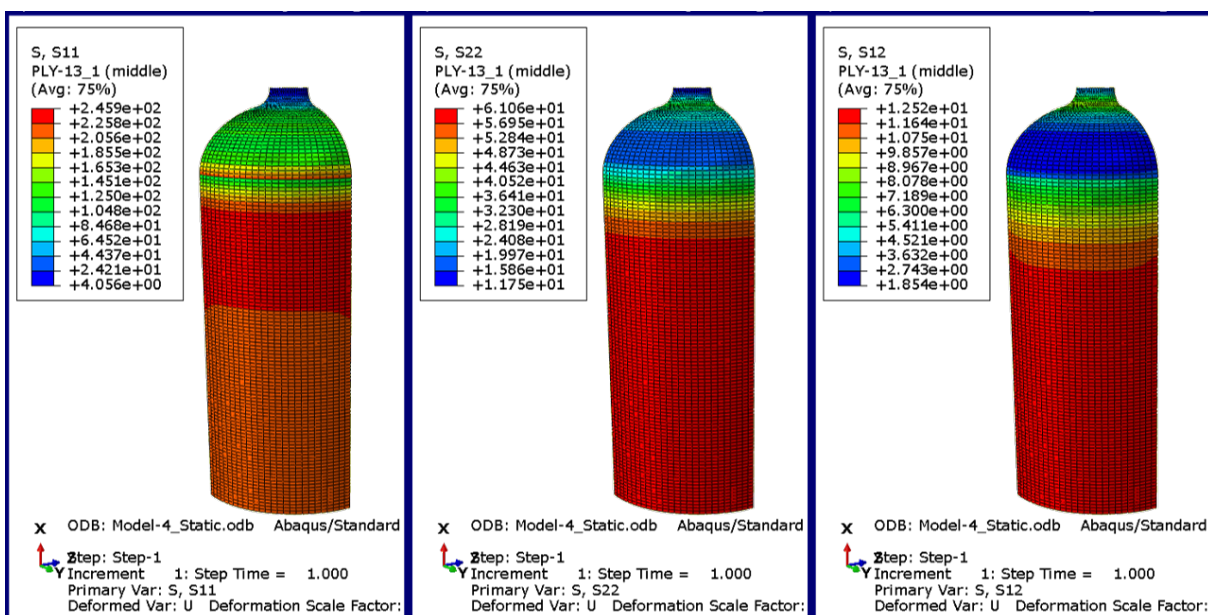 S, S11
PLY-13_1 (middle)
(Avg: 75%)
+2.459e+02
+2.258e+02
+2.056e+02
+1.855e+02
+1.653e+02
+1.451e+02
+1.250e+02
+1.048e+02
+8.468e+01
+6.452e+01
+4.437e+01
+2.421e+01
+4.056e+00
X
Z
Y
ODB: Model-4_Static.odb Abaqus/Standard
Step: Step-1
Increment 1: Step Time = 1.000
Primary Var: S, S11
Deformed Var: U Deformation Scale Factor:
S, S22
PLY-13_1 (middle)
(Avg: 75%)
+6.106e+01
+5.695e+01
+5.284e+01
+4.873e+01
+4.463e+01
+4.052e+01
+3.641e+01
+3.230e+01
+2.819e+01
+2.408e+01
+1.997e+01
+1.586e+01
+1.175e+01
X
Z
Y
ODB: Model-4_Static.odb Abaqus/Standard
Step: Step-1
Increment 1: Step Time = 1.000
Primary Var: S, S22
Deformed Var: U Deformation Scale Factor:
S, S12
PLY-13_1 (middle)
(Avg: 75%)
+1.252e+01
+1.164e+01
+1.075e+01
+9.857e+00
+8.967e+00
+8.078e+00
+7.189e+00
+6.300e+00
+5.411e+00
+4.521e+00
+3.632e+00
+2.743e+00
+1.854e+00
X
Z
Y
ODB: Model-4_Static.odb Abaqus/Standard
Step: Step-1
Increment 1: Step Time = 1.000
Primary Var: S, S12
Deformed Var: U Deformation Scale Factor: